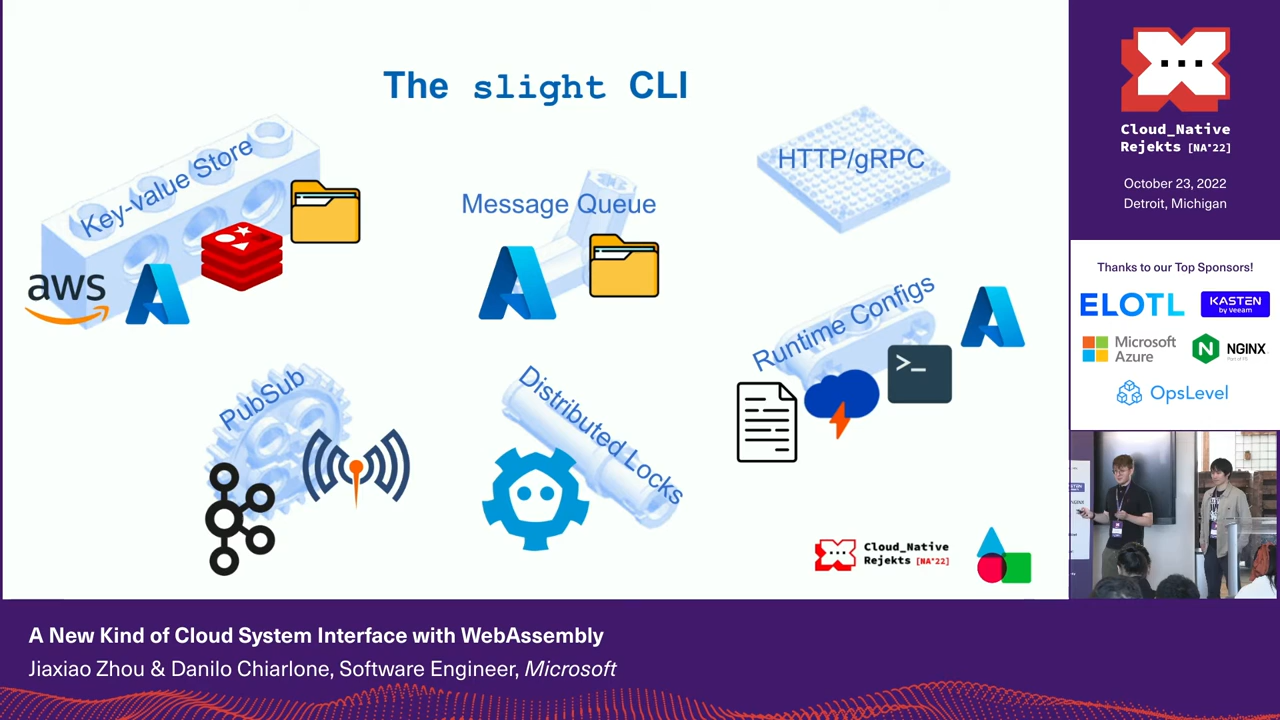 The slight CLI
Key-value Store
aws
Message Queue
HTTP/gRPC
Runtime Configs
>_
PubSub
Distributed Locks
Cloud_Native
Rejekts [NA'22]
Cloud_Native
Rejekts [NA'22]
October 23, 2022
Detroit, Michigan
Thanks to our Top Sponsors!
ELOTL
KASTEN
by Veeam
Microsoft
Azure
NGINX
OpsLevel
A New Kind of Cloud System Interface with WebAssembly
Jiaxiao Zhou & Danilo Chiarlone, Software Engineer, Microsoft